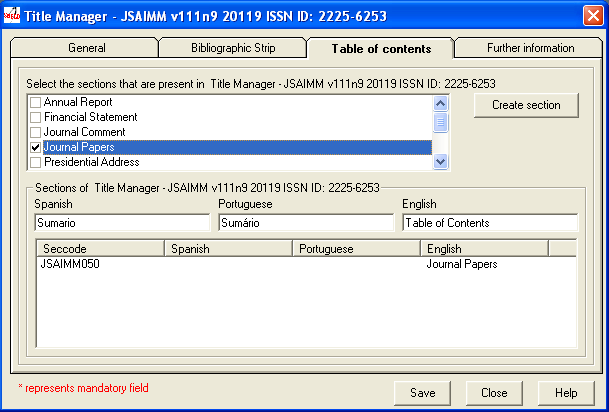 Title Manager - JSAIMM v111n9 20119 ISSN ID: 2225-6253
General Bibliographic Strip Table of contents Further information
Select the sections that are present in Title Manager - JSAIMM v111n9 20119 ISSN ID: 2225-6253
Annual Report
Create section
Financial Statement
Journal Comment
Journal Papers
Presidential Address
Sections of Title Manager - JSAIMM v111n9 20119 ISSN ID: 2225-6253
Spanish Portuguese English
Sumario Sumário Table of Contents
Seccode Spanish Portuguese English
JSAIMM050 Journal Papers
* represents mandatory field
Save Close Help